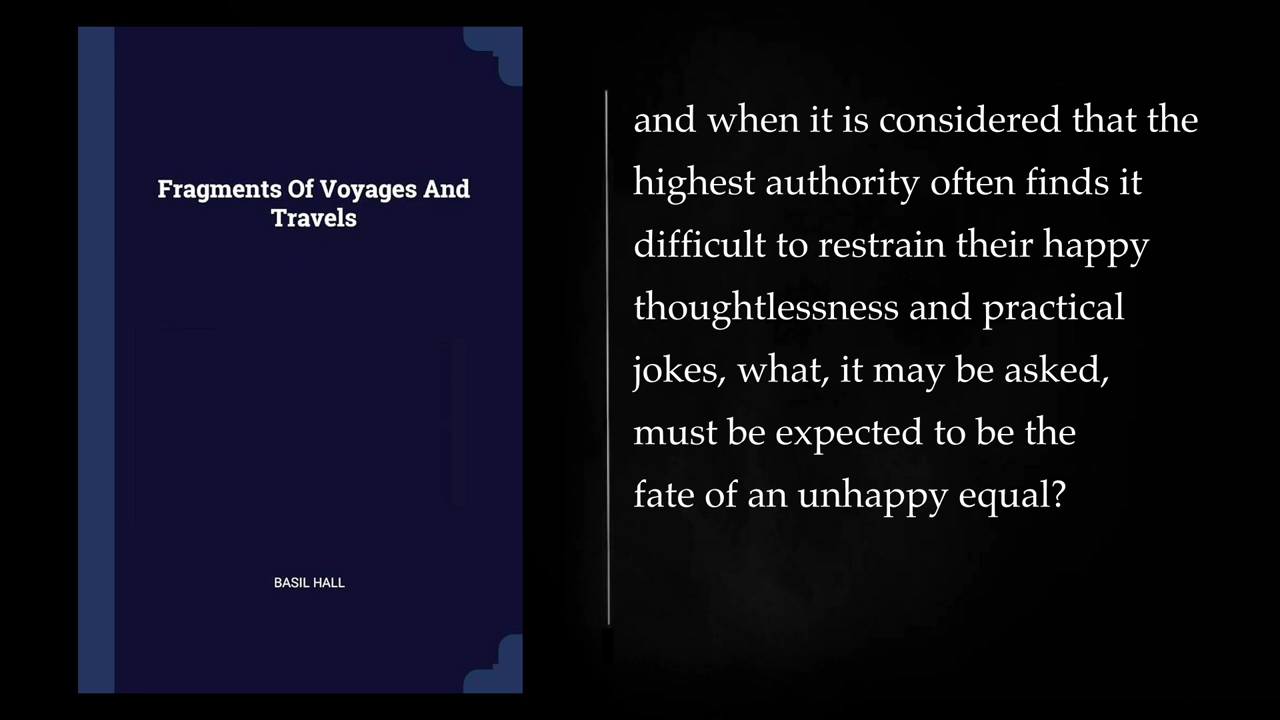 Fragments Of Voyages And
Travels
BASIL HALL
and when it is considered that the
highest authority often finds it
difficult to restrain their happy
thoughtlessness and practical
jokes, what, it may be asked,
must be expected to be the
fate of an unhappy equal?